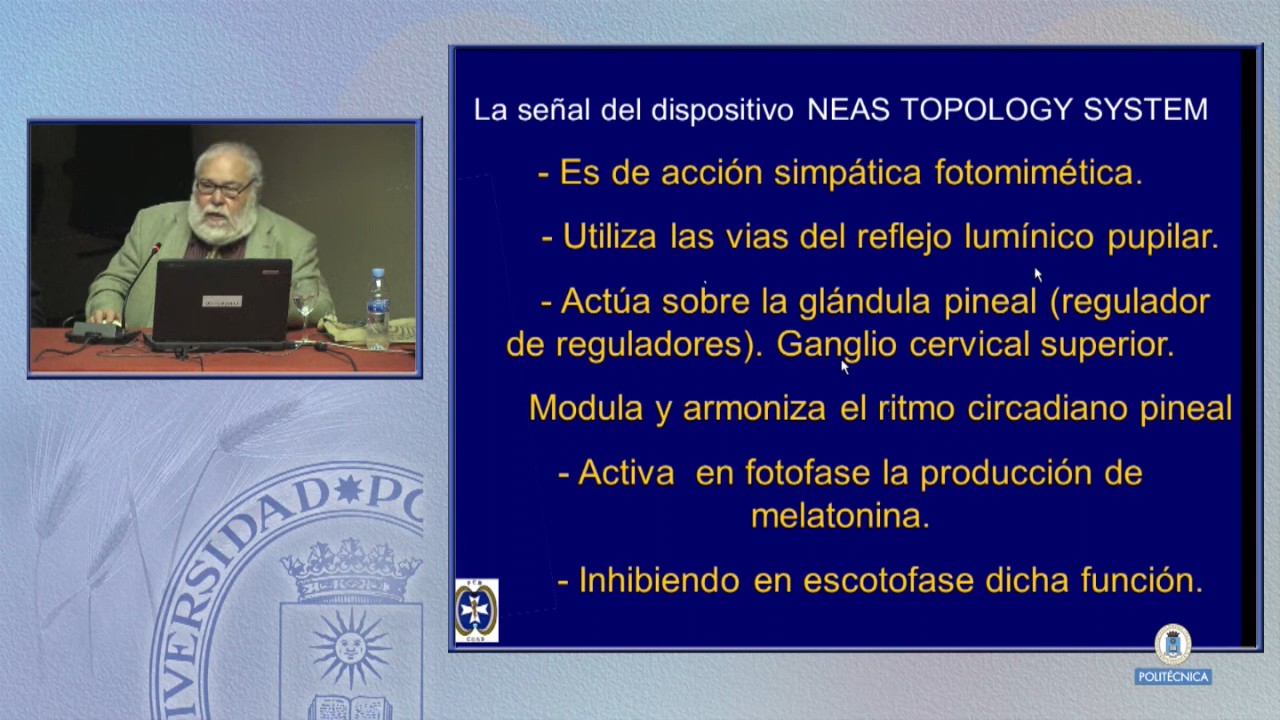 La señal del dispositivo NEAS TOPOLOGY SYSTEM
- Es de acción simpática fotomimética.
- Utiliza las vias del reflejo lumínico pupilar.
- Actúa sobre la glándula pineal (regulador
de reguladores). Ganglio cervical superior.
Modula y armoniza el ritmo circadiano pineal
- Activa en fotofase la producción de
melatonina.
- Inhibiendo en escotofase dicha función.
POLITÉCNICA